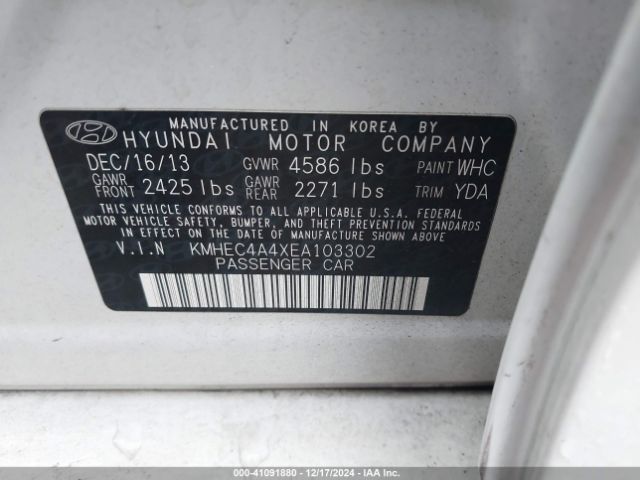 MANUFACTURED IN KOREA BY
HYUNDAI MOTOR COMPANY
DEC/16/13 GVWR 4586 lbs PAINT WHC
GAWR FRONT 2425 lbs GAWR REAR 2271 lbs TRIM YDA
THIS VEHICLE CONFORMS TO ALL APPLICABLE U.S.A. FEDERAL
MOTOR VEHICLE SAFETY, BUMPER, AND THEFT PREVENTION STANDARDS
IN EFFECT ON THE DATE OF MANUFACTURE SHOWN ABOVE.
V.I.N KMHEC4A4XEA103302
PASSENGER CAR
000-41091880 | 12/17/2024 - IAA, Inc.